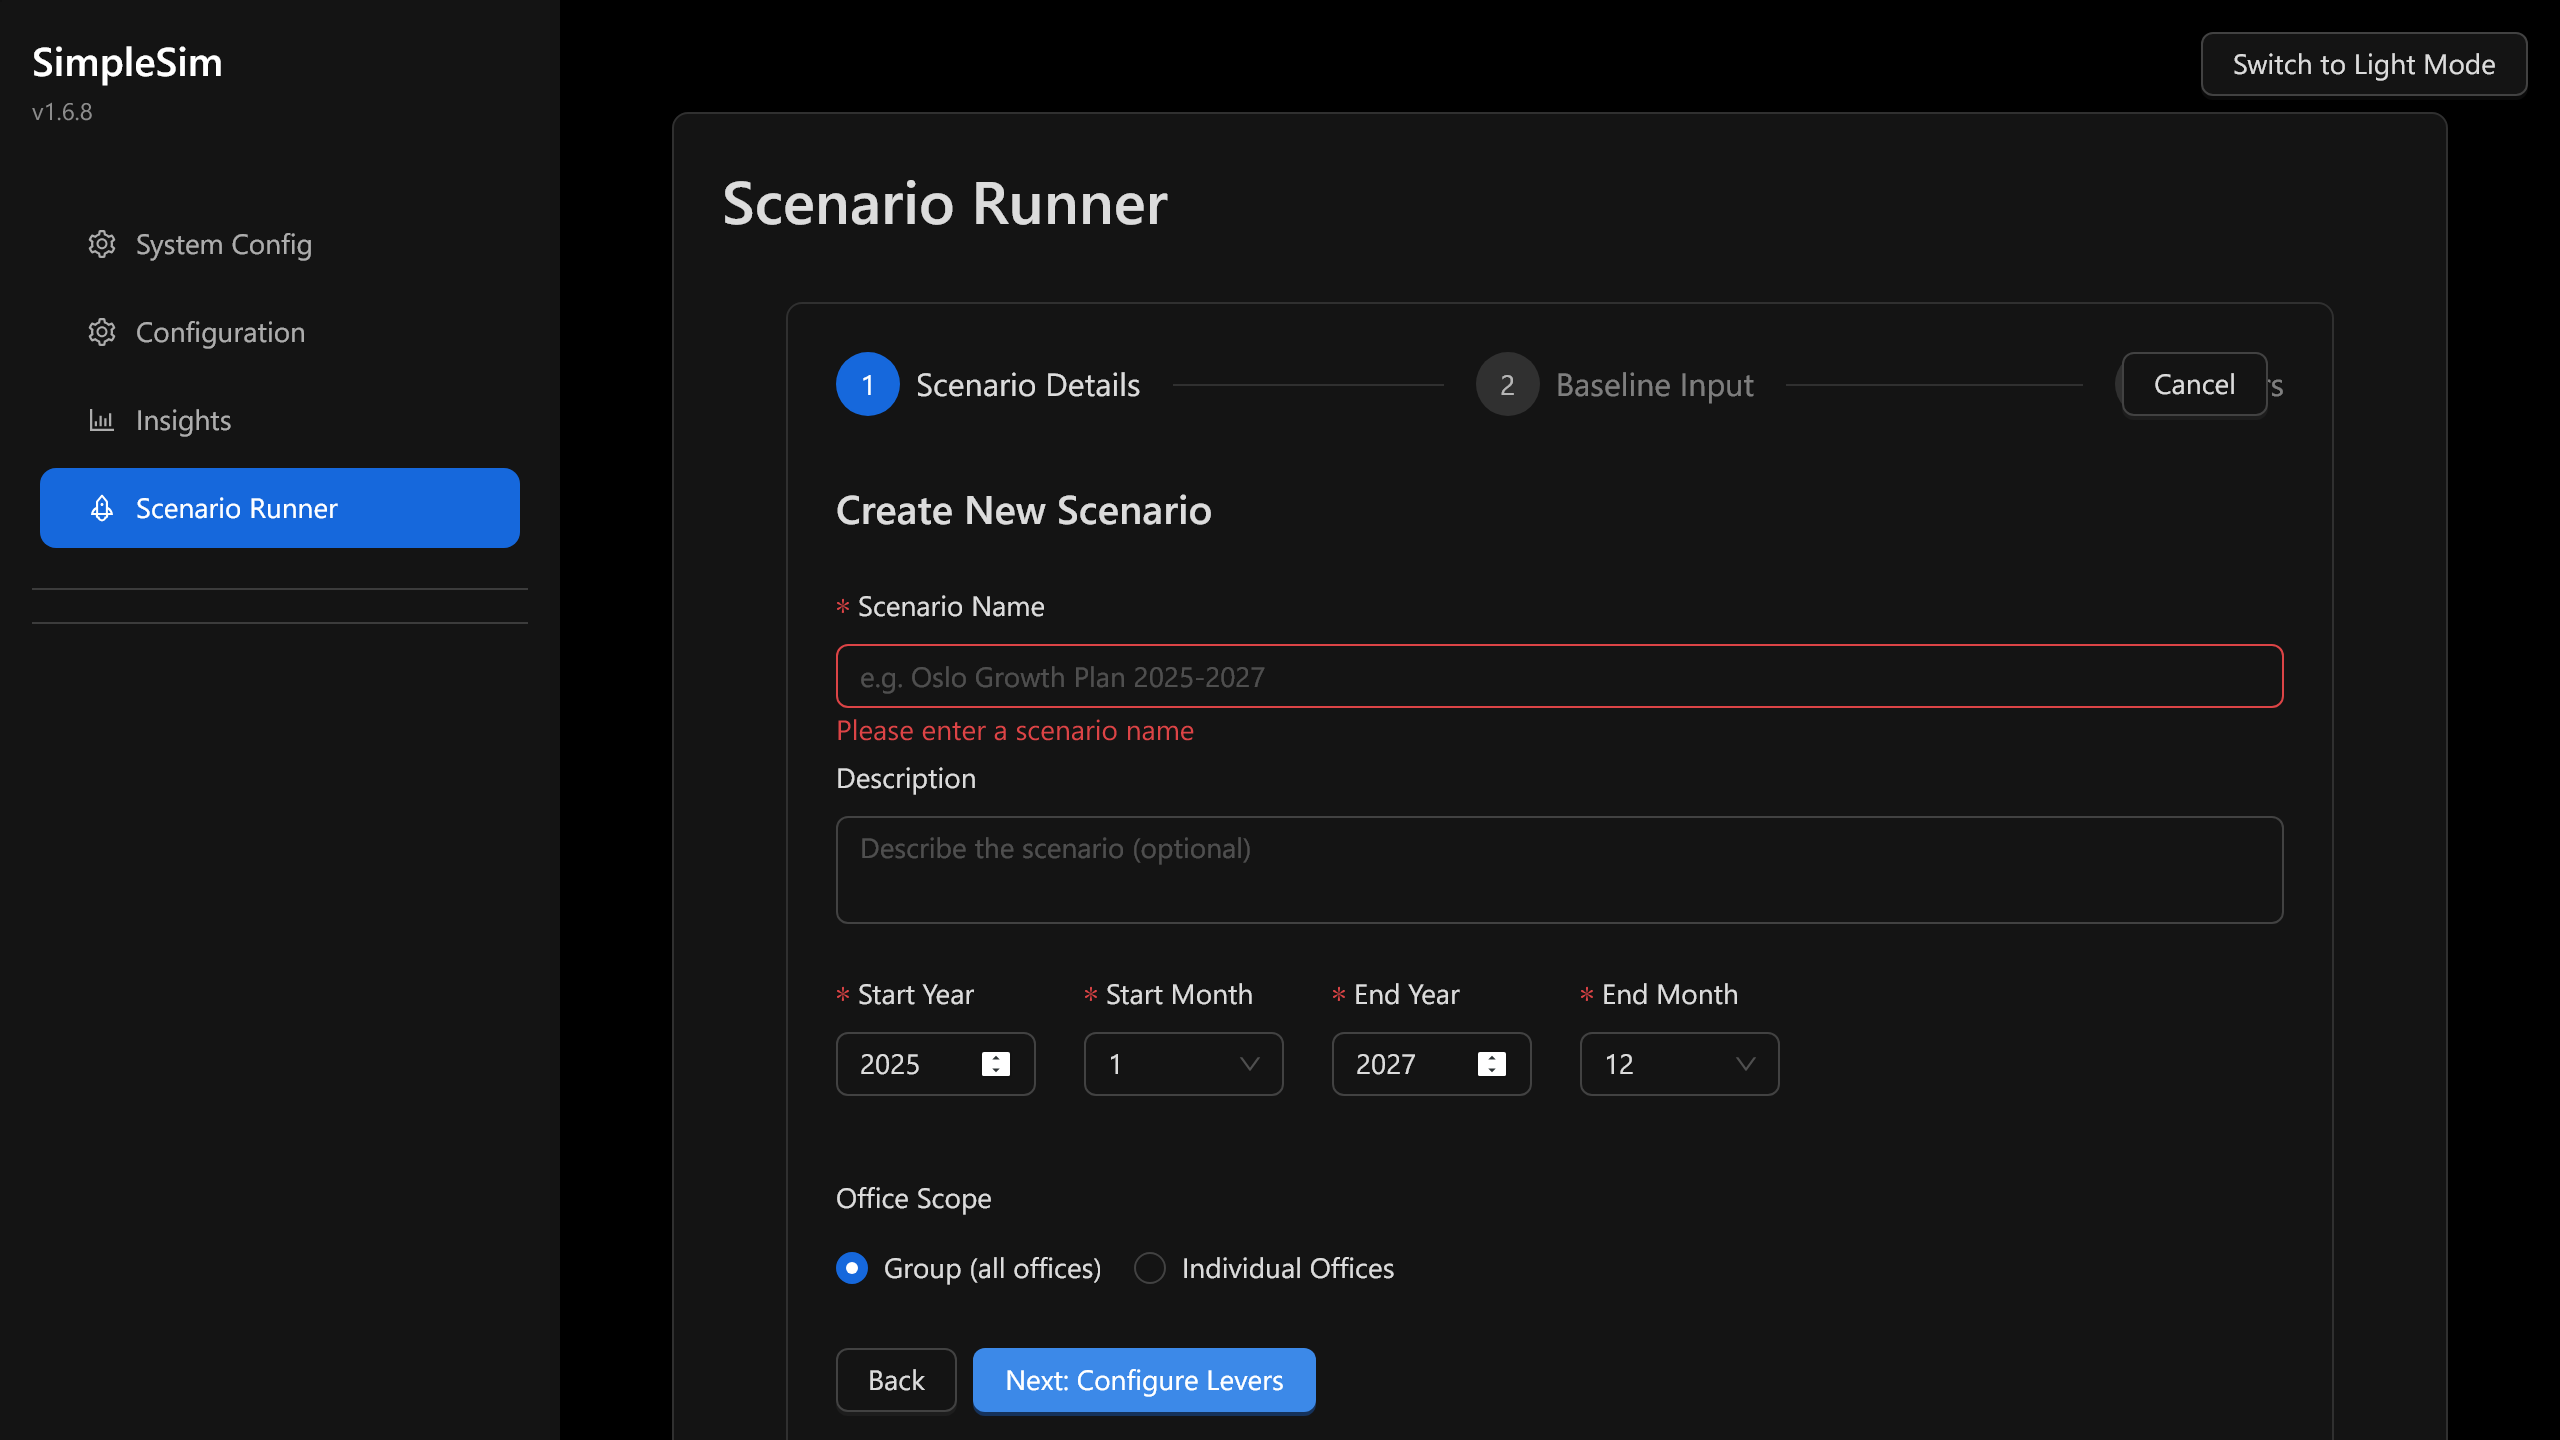 SimpleSim
v1.6.8
System Config
Configuration
Insights
Scenario Runner
Switch to Light Mode
Scenario Runner
1 Scenario Details
2 Baseline Input
Cancel
Create New Scenario
* Scenario Name
e.g. Oslo Growth Plan 2025-2027
Please enter a scenario name
Description
Describe the scenario (optional)
* Start Year * Start Month * End Year * End Month
2025 1 2027 12
Office Scope
Group (all offices) Individual Offices
Back Next: Configure Levers